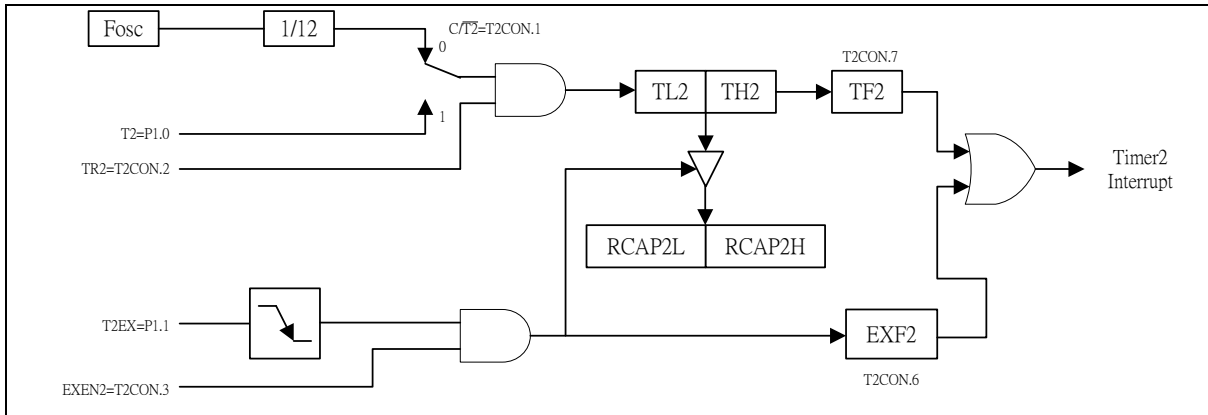 Fosc
1/12
C/T2=T2CON.1
0
1
T2=P1.0
TR2=T2CON.2
TL2
TH2
T2CON.7
TF2
Timer2
Interrupt
RCAP2L
RCAP2H
T2EX=P1.1
EXEN2=T2CON.3
EXF2
T2CON.6